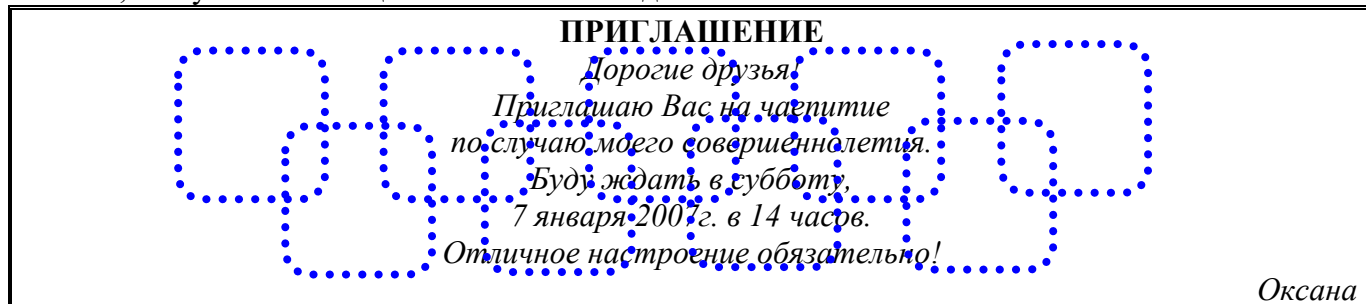 ПРИГЛАШЕНИЕ
Дорогие друзья!
Приглашаю Вас на чаепитие
по случаю моего совершеннолетия.
Буду ждать в субботу,
7 января 2007г. в 14 часов.
Отличное настроение обязательно!
Оксана